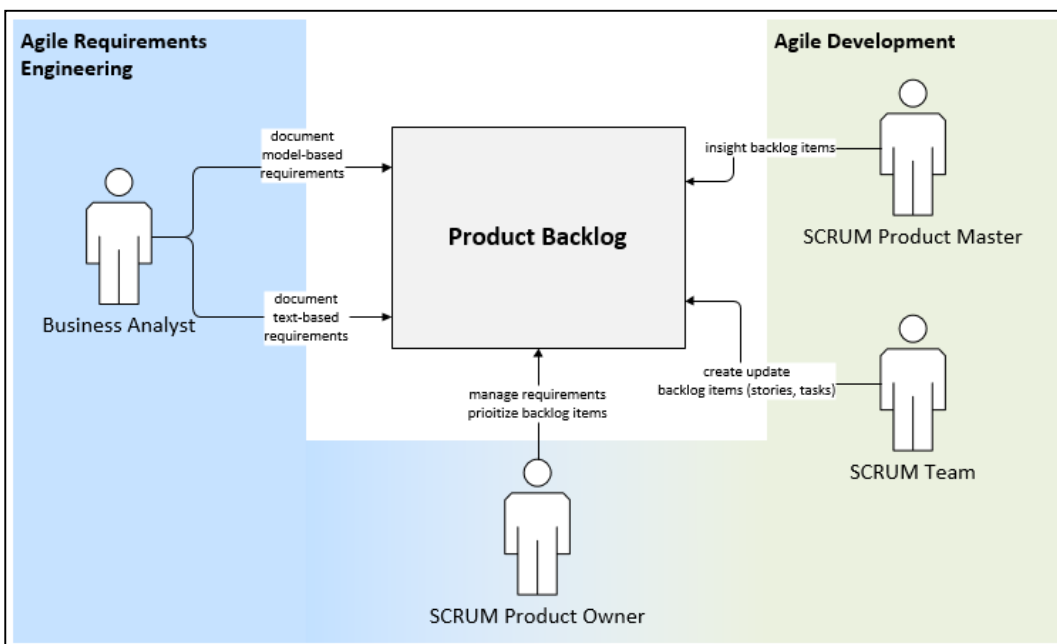 Agile Requirements
Engineering
Agile Development
document
model-based
requirements
insight backlog items
SCRUM Product Master
Product Backlog
Business Analyst
document
text-based
requirements
create update
backlog items (stories, tasks)
manage requirements
prioitize backlog items
SCRUM Team
SCRUM Product Owner